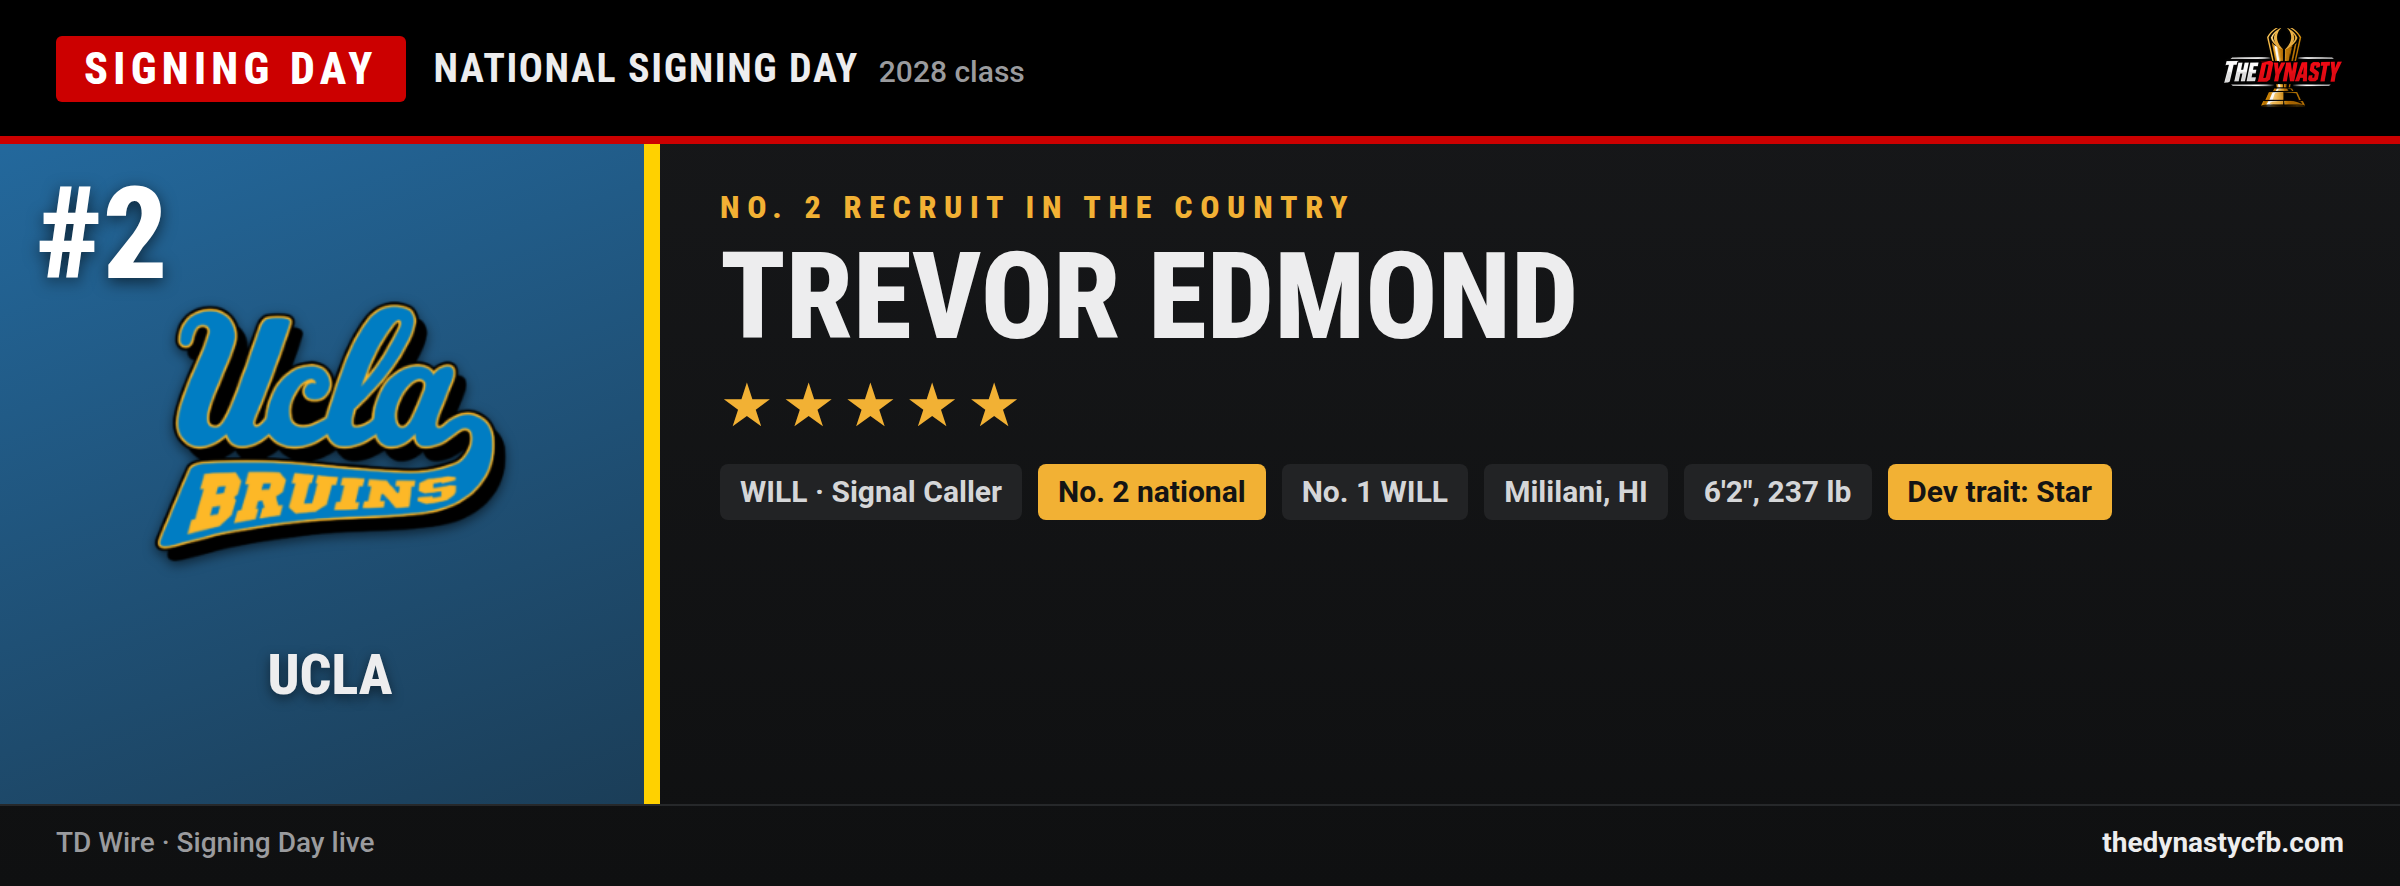 SIGNING DAY NATIONAL SIGNING DAY 2028 class
THE DYNASTY
#2
Ucla
BRUINS
UCLA
NO. 2 RECRUIT IN THE COUNTRY
TREVOR EDMOND
★★★★★
WILL · Signal Caller No. 2 national No. 1 WILL Mililani, HI 6'2", 237 lb Dev trait: Star
TD Wire · Signing Day live
thedynastycfb.com